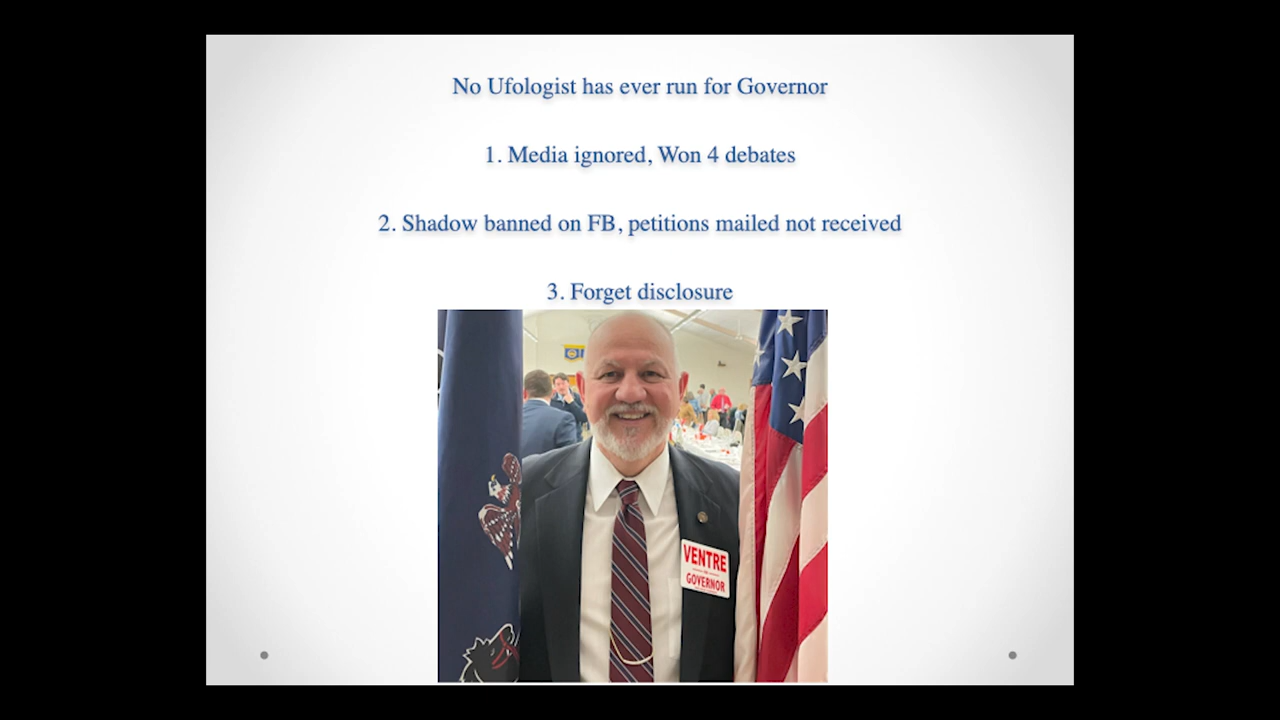 No Ufologist has ever run for Governor
1. Media ignored, Won 4 debates
2. Shadow banned on FB, petitions mailed not received
3. Forget disclosure
VENTRE
GOVERNOR